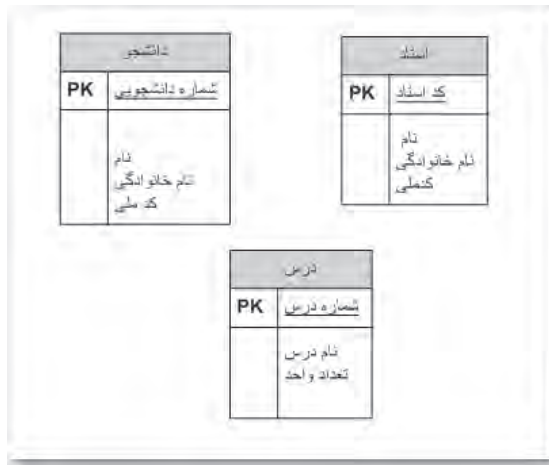 دانشجو
PK شماره دانشجویی
نام
نام خانوادگی
کد ملی
استاد
PK کد استاد
نام
نام خانوادگی
کدملی
درس
PK شماره درس
نام درس
تعداد واحد